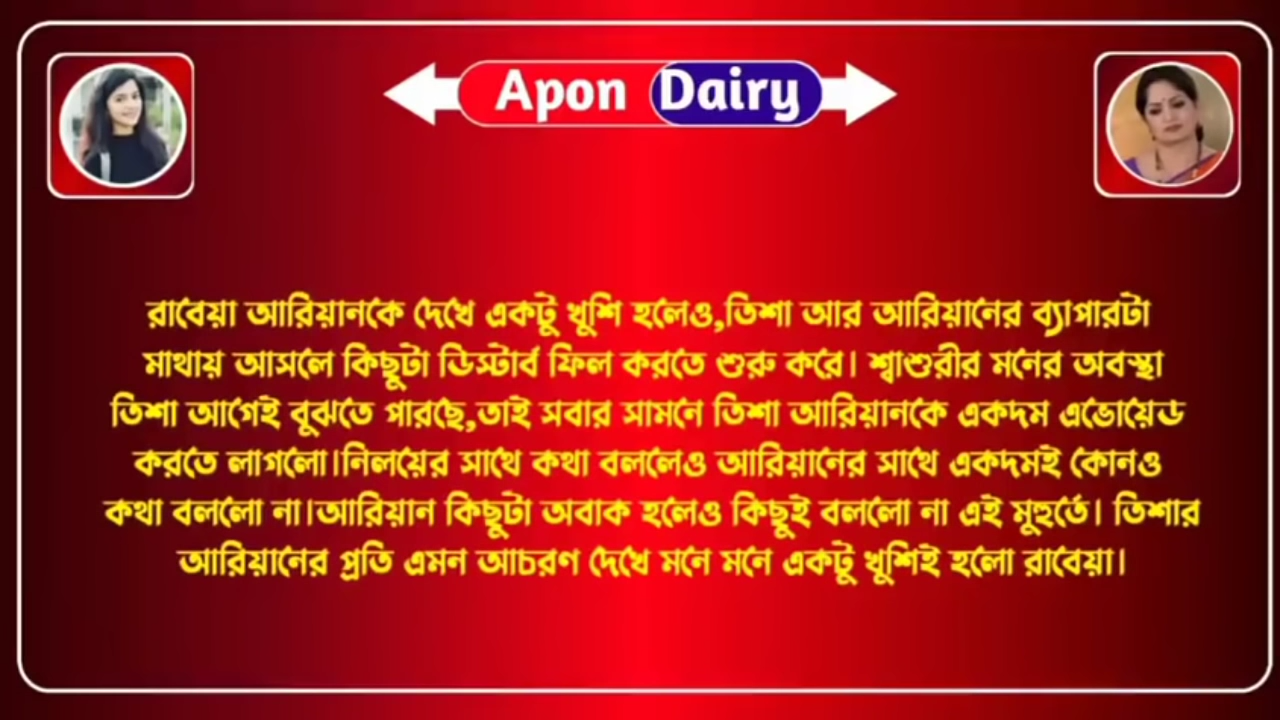 Apon Dairy
রাবেয়া আরিয়ানকে দেখে একটু খুশি হলেও,তিশা আর আরিয়ানের ব্যাপারটা
মাথায় আসলে কিছুটা ডিস্টার্ব ফিল করতে শুরু করে। শ্বাশুরীর মনের অবস্থা
তিশা আগেই বুঝতে পারছে,তাই সবার সামনে তিশা আরিয়ানকে একদম এভোয়েড
করতে লাগলো।নিলয়ের সাথে কথা বললেও আরিয়ানের সাথে একদমই কোনও
কথা বললো না।আরিয়ান কিছুটা অবাক হলেও কিছুই বললো না এই মুহুর্তে। তিশার
আরিয়ানের প্রতি এমন আচরণ দেখে মনে মনে একটু খুশিই হলো রাবেয়া।